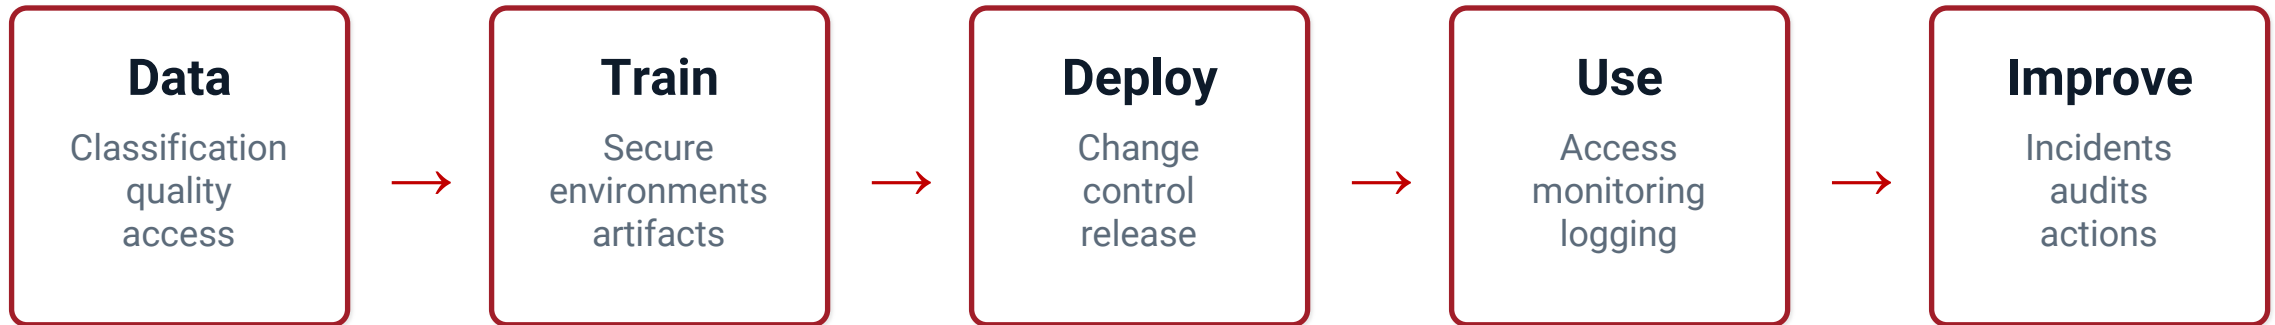 Data
Classification
quality
access
→
Train
Secure
environments
artifacts
→
Deploy
Change
control
release
→
Use
Access
monitoring
logging
→
Improve
Incidents
audits
actions